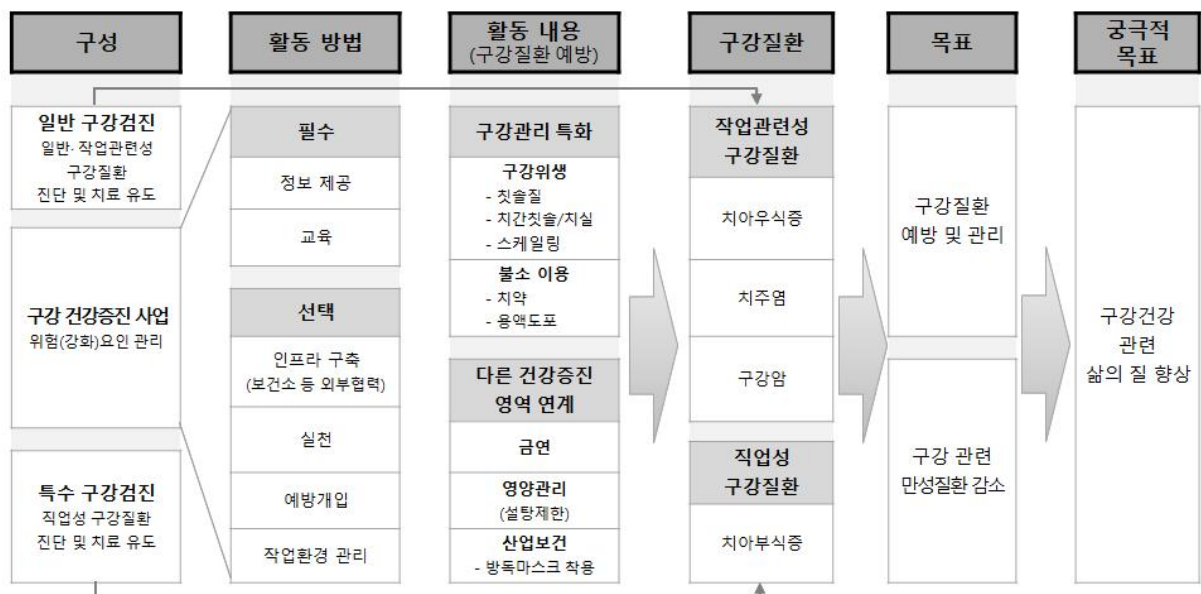 구성
활동 방법
활동 내용
(구강질환 예방)
구강질환
목표
궁극적
목표
일반 구강검진
일반· 작업관련성
구강질환
진단 및 치료 유도
구강 건강증진 사업
위험(강화)요인 관리
특수 구강검진
직업성 구강질환
진단 및 치료 유도
필수
정보 제공
교육
선택
인프라 구축
(보건소 등 외부협력)
실천
예방개입
작업환경 관리
구강관리 특화
구강위생
- 칫솔질
- 치간칫솔/치실
- 스케일링
불소 이용
- 치약
- 용액도포
다른 건강증진
영역 연계
금연
영양관리
(설탕제한)
산업보건
- 방독마스크 착용
작업관련성
구강질환
치아우식증
치주염
구강암
직업성
구강질환
치아부식증
구강질환
예방 및 관리
구강 관련
만성질환 감소
구강건강
관련
삶의 질 향상